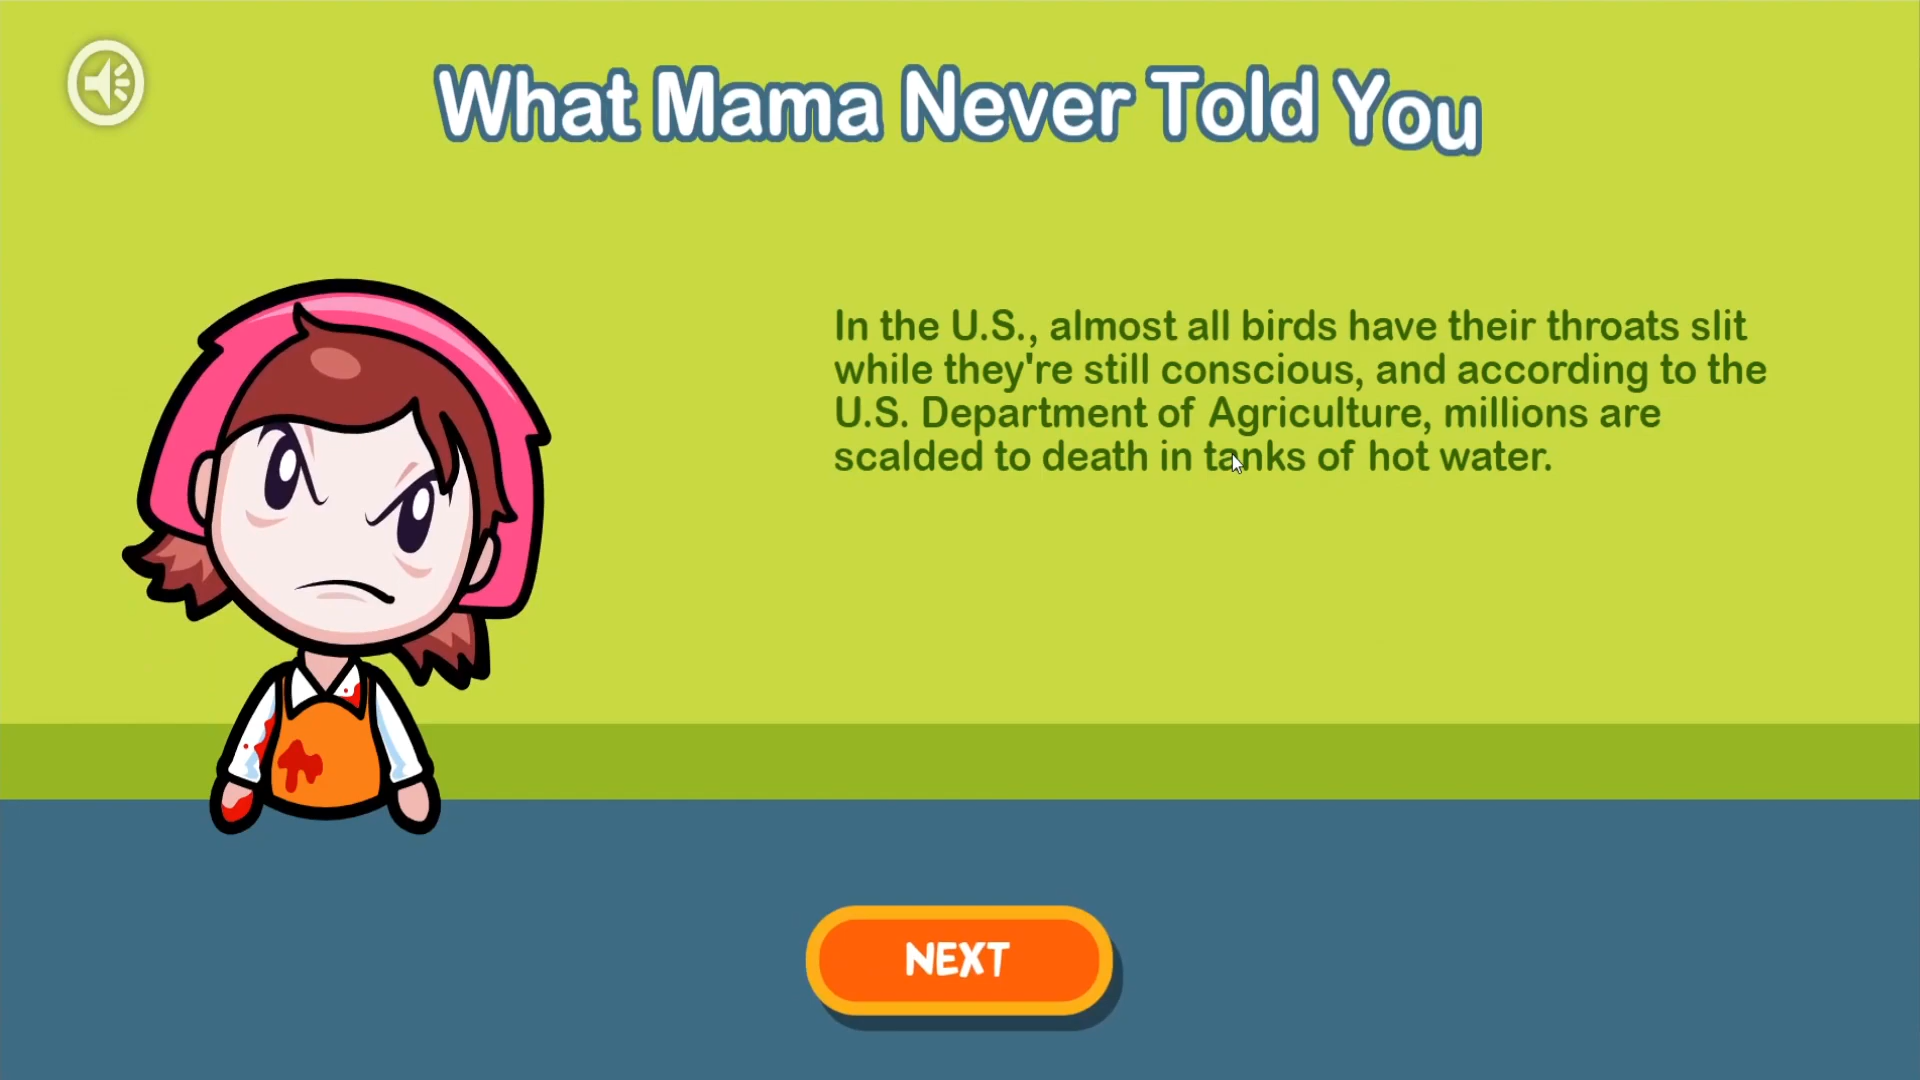 What Mama Never Told You
In the U.S., almost all birds have their throats slit
while they're still conscious, and according to the
U.S. Department of Agriculture, millions are
scalded to death in tanks of hot water.
NEXT